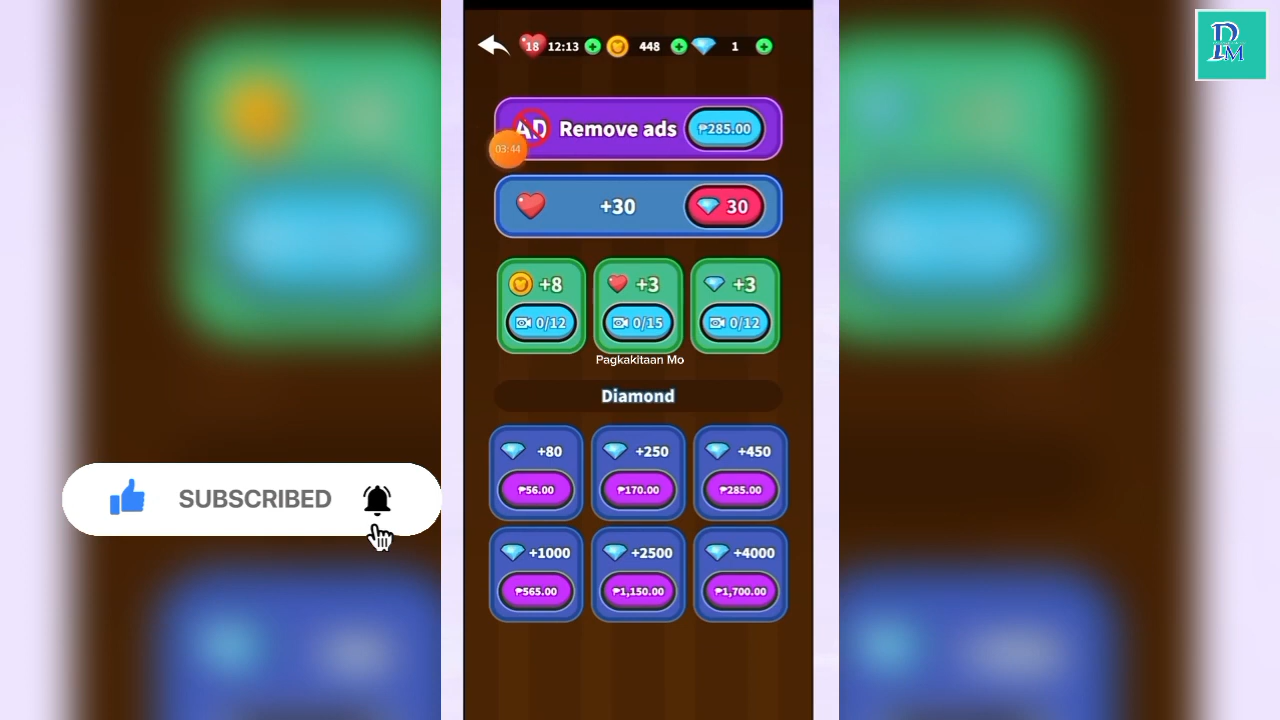 18 12:13 448 1
P
M
AD Remove ads ₱285.00
03:44
+30 30
+8 +3 +3
0/12 0/15 0/12
Pagkakitaan Mo
Diamond
+80 +250 +450
₱56.00 ₱170.00 ₱285.00
SUBSCRIBED
+1000 +2500 +4000
₱565.00 ₱1,150.00 ₱1,700.00